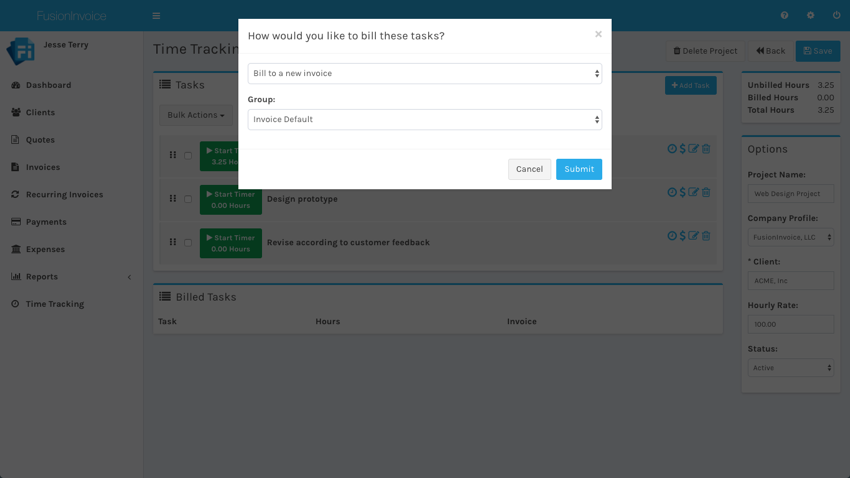 FusionInvoice
Jesse Terry
Dashboard
Clients
Quotes
Invoices
Recurring Invoices
Payments
Expenses
Reports
Time Tracking
Delete Project
Back
Save
Tasks
Add Task
Bulk Actions
Start Timer
3.25
Start Timer
0.00 Hours
Design prototype
Start Timer
0.00 Hours
Revise according to customer feedback
Billed Tasks
Task Hours Invoice
How would you like to bill these tasks?
×
Bill to a new invoice
Group:
Invoice Default
Cancel
Submit
Unbilled Hours 3.25
Billed Hours 0.00
Total Hours 3.25
Options
Project Name:
Web Design Project
Company Profile:
FusionInvoice, LLC
* Client:
ACME, Inc
Hourly Rate:
100.00
Status:
Active